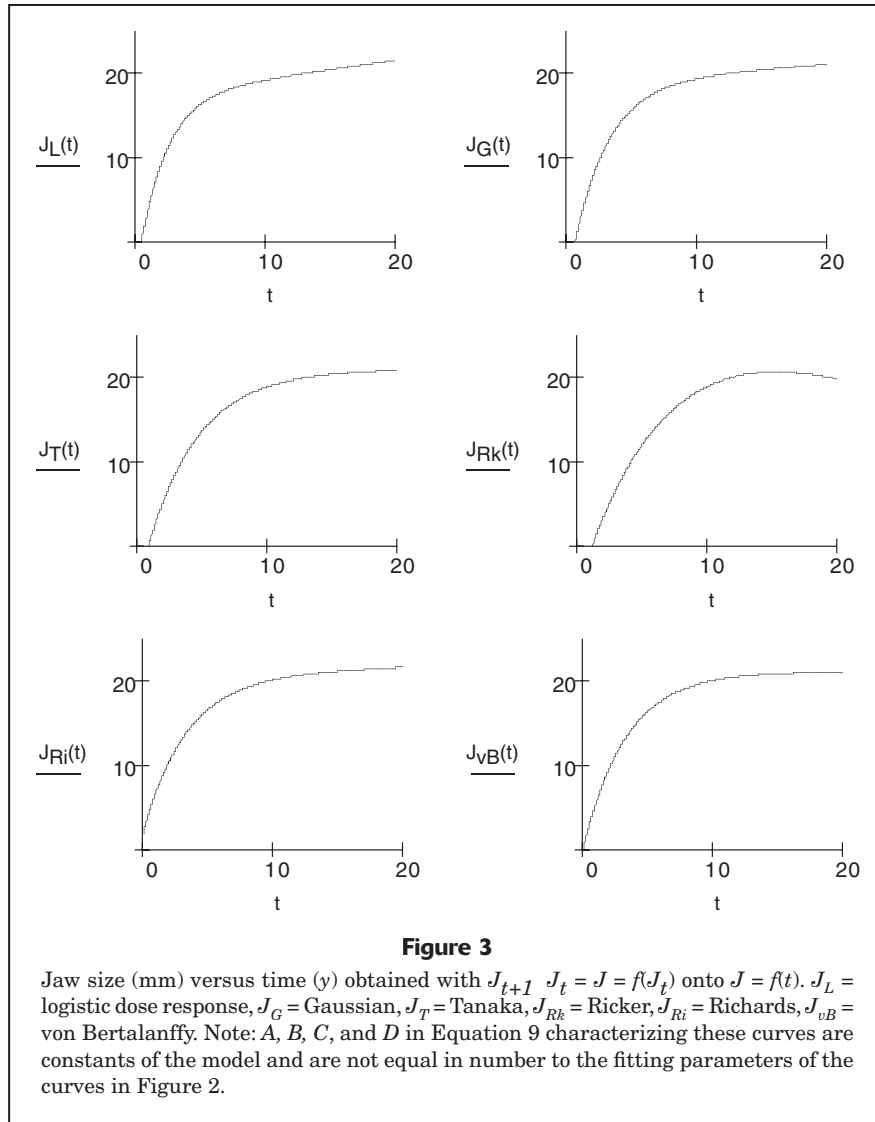 20
J_L(t)
10
0 10 20
t
20
J_G(t)
10
0 10 20
t
20
J_T(t)
10
0 10 20
t
20
J_Rk(t)
10
0 10 20
t
20
J_Ri(t)
10
0 10 20
t
20
J_vB(t)
10
0 10 20
t
Figure 3
Jaw size (mm) versus time (y) obtained with J_t+1 J_t = J = f(J_t) onto J = f(t). J_L =
logistic dose response, J_G = Gaussian, J_T = Tanaka, J_Rk = Ricker, J_Ri = Richards, J_vB =
von Bertalanffy. Note: A, B, C, and D in Equation 9 characterizing these curves are
constants of the model and are not equal in number to the fitting parameters of the
curves in Figure 2.